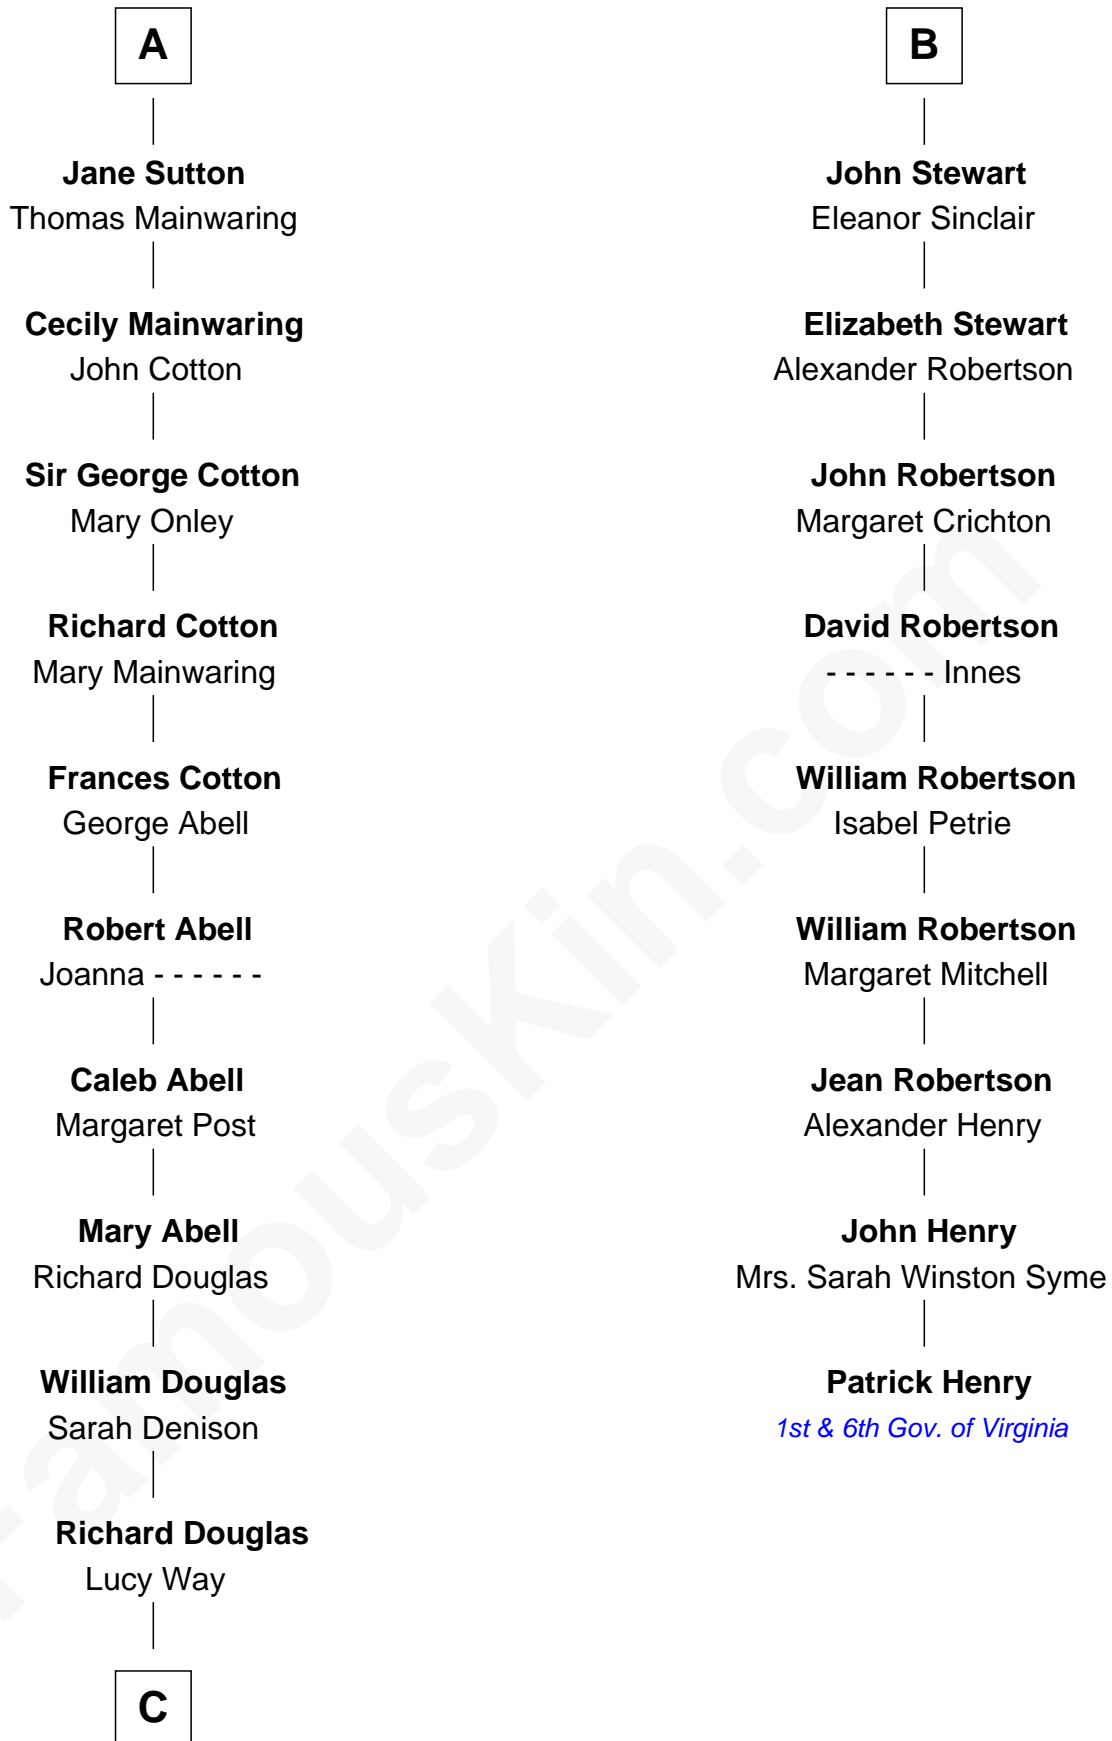 A
Jane Sutton
Thomas Mainwaring
Cecily Mainwaring
John Cotton
Sir George Cotton
Mary Onley
Richard Cotton
Mary Mainwaring
Frances Cotton
George Abell
Robert Abell
Joanna - - - - - -
Caleb Abell
Margaret Post
Mary Abell
Richard Douglas
William Douglas
Sarah Denison
Richard Douglas
Lucy Way
C
B
John Stewart
Eleanor Sinclair
Elizabeth Stewart
Alexander Robertson
John Robertson
Margaret Crichton
David Robertson
- - - - - - Innes
William Robertson
Isabel Petrie
William Robertson
Margaret Mitchell
Jean Robertson
Alexander Henry
John Henry
Mrs. Sarah Winston Syme
Patrick Henry
1st & 6th Gov. of Virginia
FamousKin.com